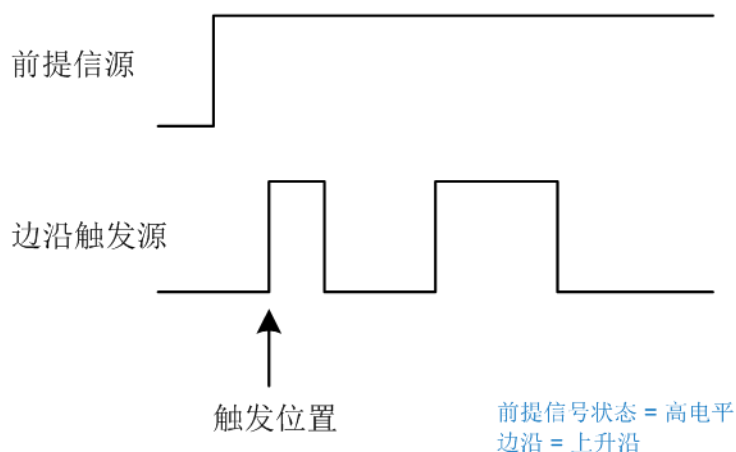 前提信源
边沿触发源
触发位置
前提信号状态 = 高电平
边沿 = 上升沿